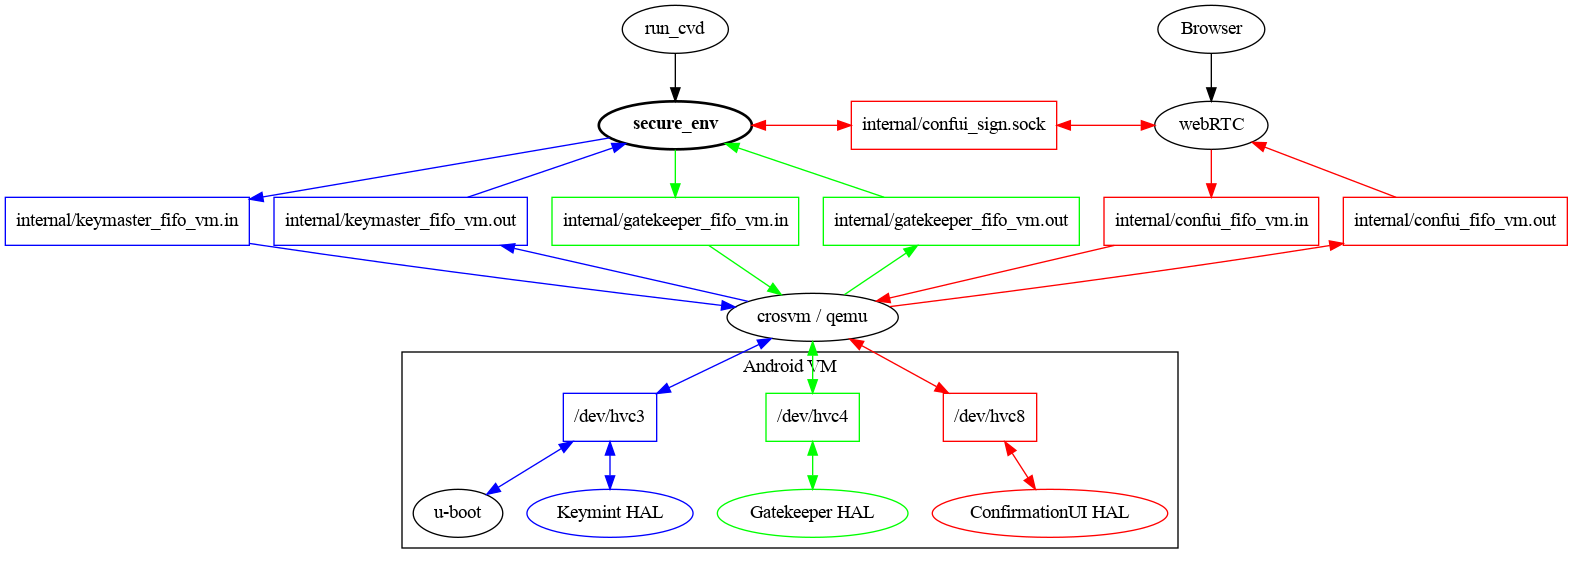 run_cvd
Browser
secure_env
internal/confui_sign.sock
webRTC
internal/keymaster_fifo_vm.in
internal/keymaster_fifo_vm.out
internal/gatekeeper_fifo_vm.in
internal/gatekeeper_fifo_vm.out
internal/confui_fifo_vm.in
internal/confui_fifo_vm.out
crosvm / qemu
Android VM
/dev/hvc3
/dev/hvc4
/dev/hvc8
u-boot
Keymint HAL
Gatekeeper HAL
ConfirmationUI HAL